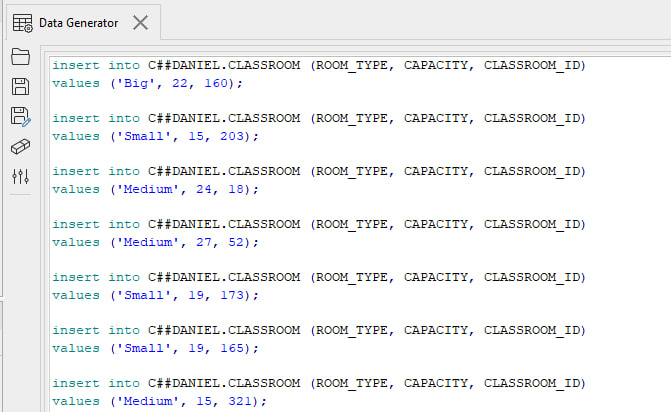 Data Generator
insert into C##DANIEL.CLASSROOM (ROOM_TYPE, CAPACITY, CLASSROOM_ID)
values ('Big', 22, 160);
insert into C##DANIEL.CLASSROOM (ROOM_TYPE, CAPACITY, CLASSROOM_ID)
values ('Small', 15, 203);
insert into C##DANIEL.CLASSROOM (ROOM_TYPE, CAPACITY, CLASSROOM_ID)
values ('Medium', 24, 18);
insert into C##DANIEL.CLASSROOM (ROOM_TYPE, CAPACITY, CLASSROOM_ID)
values ('Medium', 27, 52);
insert into C##DANIEL.CLASSROOM (ROOM_TYPE, CAPACITY, CLASSROOM_ID)
values ('Small', 19, 173);
insert into C##DANIEL.CLASSROOM (ROOM_TYPE, CAPACITY, CLASSROOM_ID)
values ('Small', 19, 165);
insert into C##DANIEL.CLASSROOM (ROOM_TYPE, CAPACITY, CLASSROOM_ID)
values ('Medium', 15, 321);